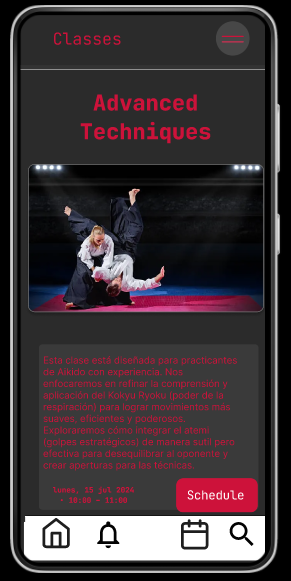 Classes
Advanced
Techniques
Esta clase está diseñada para practicantes
de Aikido con experiencia. Nos
enfocaremos en refinar la comprensión y
aplicación del Kokyu Ryoku (poder de la
respiración) para lograr movimientos más
suaves, eficientes y poderosos.
Exploraremos cómo integrar el atemi
(golpes estratégicos) de manera sutil pero
efectiva para desequilibrar al oponente y
crear aperturas para las técnicas.
lunes, 15 jul 2024
- 10:00 – 11:00
Schedule